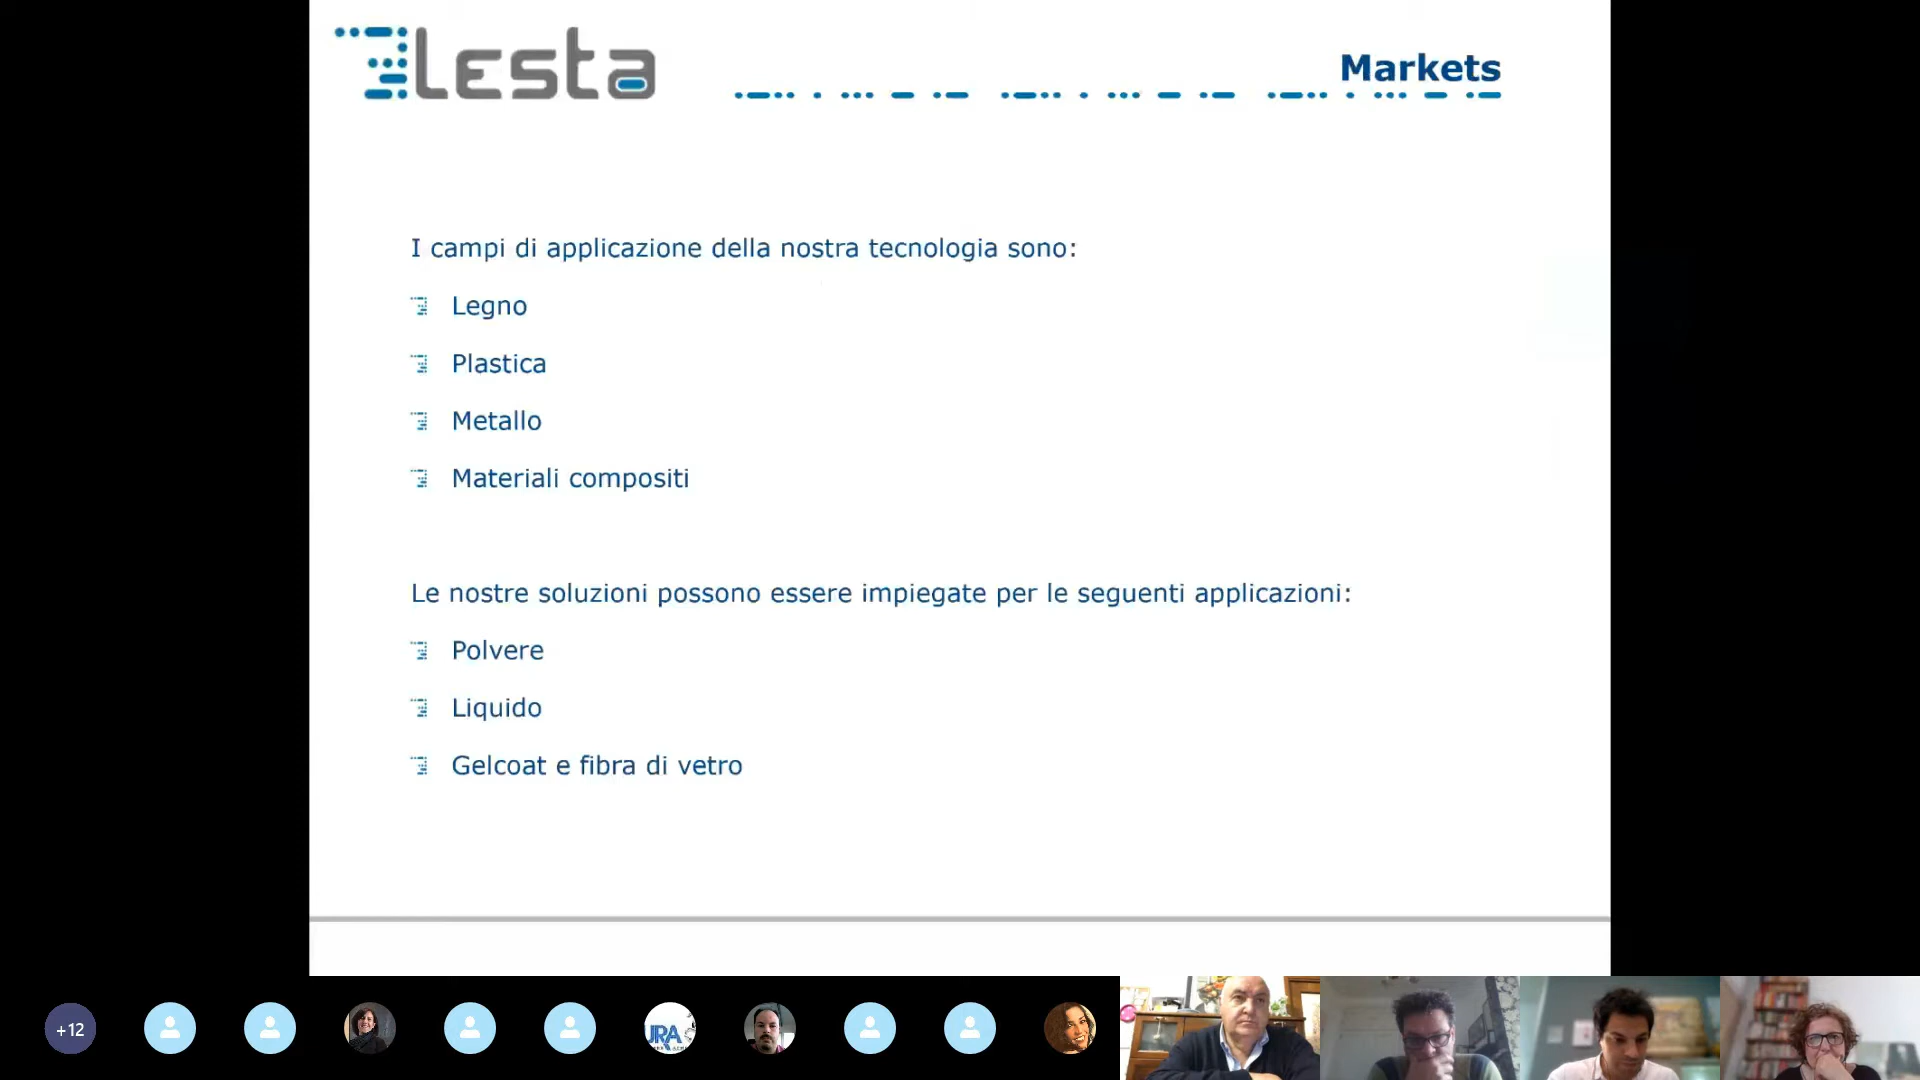 Lesta
Markets
I campi di applicazione della nostra tecnologia sono:
Legno
Plastica
Metallo
Materiali compositi
Le nostre soluzioni possono essere impiegate per le seguenti applicazioni:
Polvere
Liquido
Gelcoat e fibra di vetro
+12